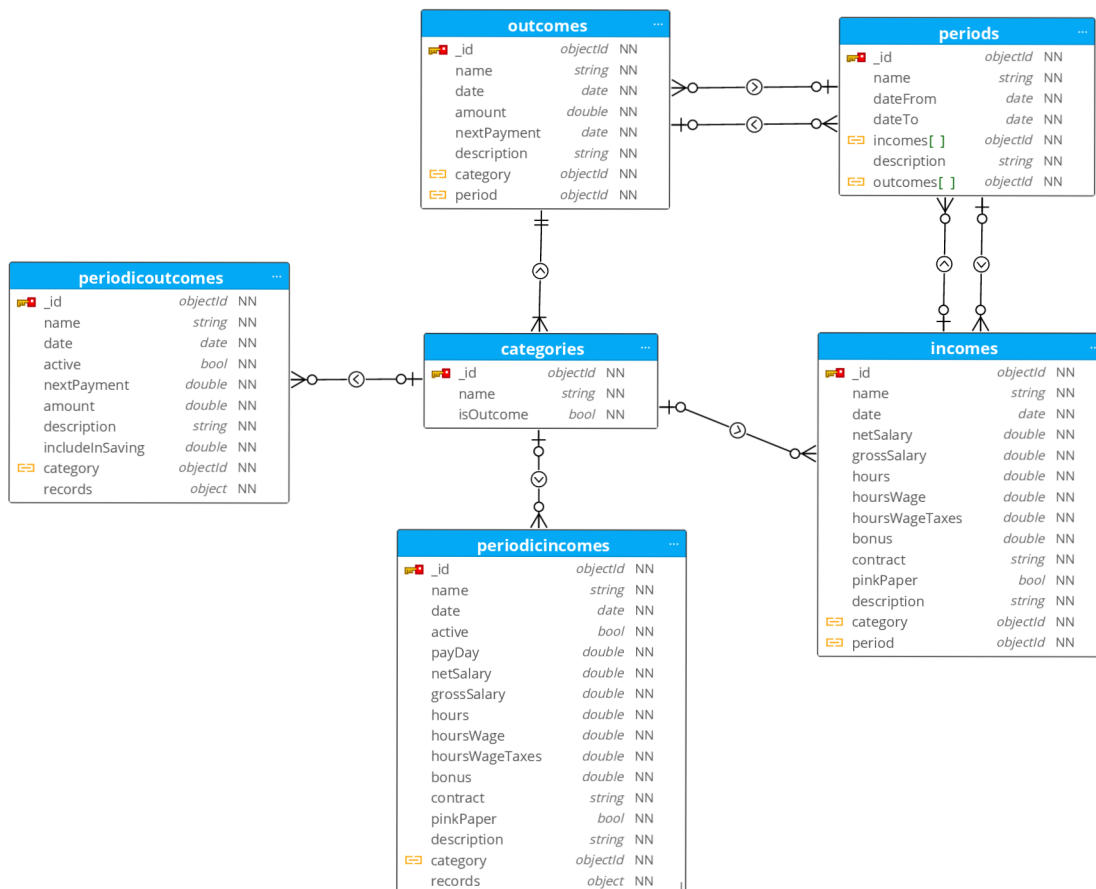 outcomes ...
_id objectId NN
name string NN
date date NN
amount double NN
nextPayment date NN
description string NN
category objectId NN
period objectId NN
periods ...
_id objectId NN
name string NN
dateFrom date NN
dateTo date NN
incomes[ ] objectId NN
description string NN
outcomes[ ] objectId NN
periodicoutcomes ...
_id objectId NN
name string NN
date date NN
active bool NN
nextPayment double NN
amount double NN
description string NN
includeInSaving double NN
category objectId NN
records object NN
categories ...
_id objectId NN
name string NN
isOutcome bool NN
incomes ...
_id objectId NN
name string NN
date date NN
netSalary double NN
grossSalary double NN
hours double NN
hoursWage double NN
hoursWageTaxes double NN
bonus double NN
contract string NN
pinkPaper bool NN
description string NN
category objectId NN
period objectId NN
periodicincomes ...
_id objectId NN
name string NN
date date NN
active bool NN
payDay double NN
netSalary double NN
grossSalary double NN
hours double NN
hoursWage double NN
hoursWageTaxes double NN
bonus double NN
contract string NN
pinkPaper bool NN
description string NN
category objectId NN
records object NN